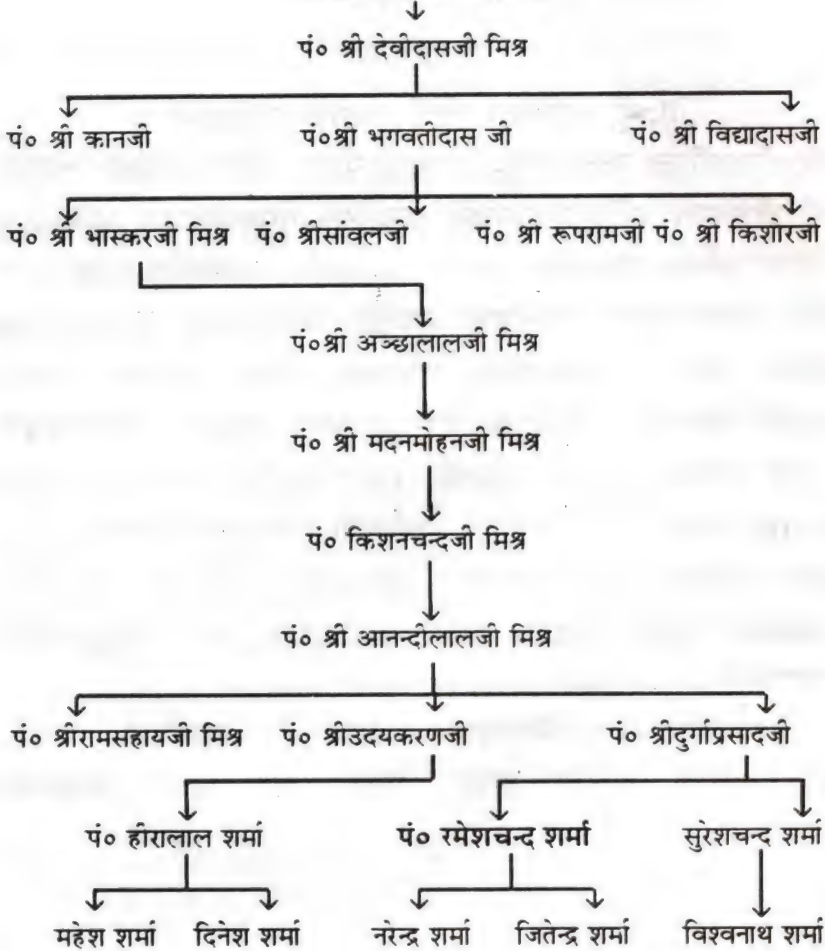 पं० श्री देवीदासजी मिश्र
पं० श्री कानजी पं०श्री भगवतीदास जी पं० श्री विद्यादासजी
पं० श्री भास्करजी मिश्र पं० श्रीसांवलजी पं० श्री रूपरामजी पं० श्री किशोरजी
पं०श्री अञ्छालालजी मिश्र
पं० श्री मदनमोहनजी मिश्र
पं० किशनचन्दजी मिश्र
पं० श्री आनन्दीलालजी मिश्र
पं० श्रीरामसहायजी मिश्र पं० श्रीउदयकरणजी पं० श्रीदुर्गाप्रसादजी
पं० हीरालाल शर्मा पं० रमेशचन्द शर्मा सुरेशचन्द शर्मा
महेश शर्मा दिनेश शर्मा नरेन्द्र शर्मा जितेन्द्र शर्मा विश्वनाथ शर्मा